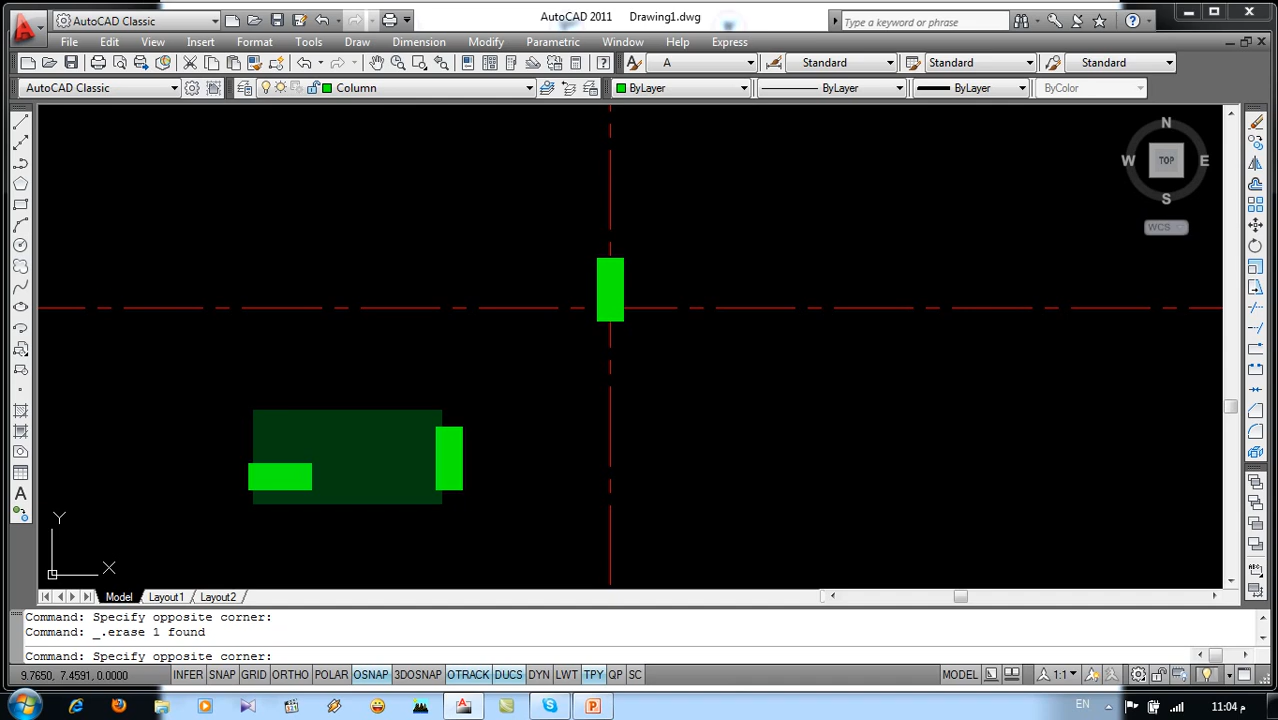 AutoCAD Classic
AutoCAD 2011 Drawing1.dwg
Type a keyword or phrase
File Edit View Insert Format Tools Draw Dimension Modify Parametric Window Help Express
A Standard Standard Standard
AutoCAD Classic Column ByLayer ByLayer ByLayer ByColor
N
W TOP E
S
WCS
Y
X
Model Layout1 Layout2
Command: Specify opposite corner:
Command: _.erase 1 found
Command: Specify opposite corner:
9.7650, 7.4591, 0.0000 INFER SNAP GRID ORTHO POLAR OSNAP 3DOSNAP OTRACK DUCS DYN LWT TPY QP SC MODEL 1:1
EN 11:04 م